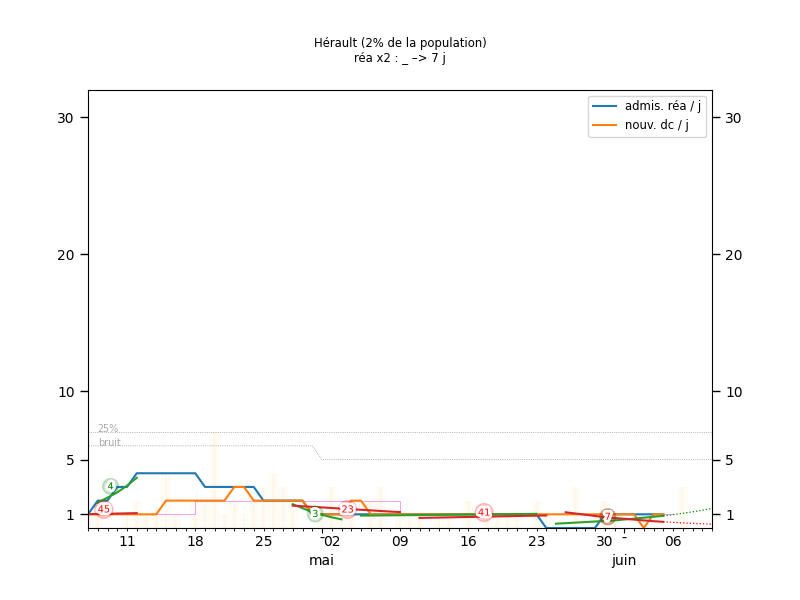 Hérault (2% de la population)
réa x2 : _ –> 7 j
admis. réa / j
nouv. dc / j
30 30
20 20
10 10
25%
bruit
5 5
4
45
3
23
41
7
1 1
11 18 25 02 09 16 23 30 06
mai juin